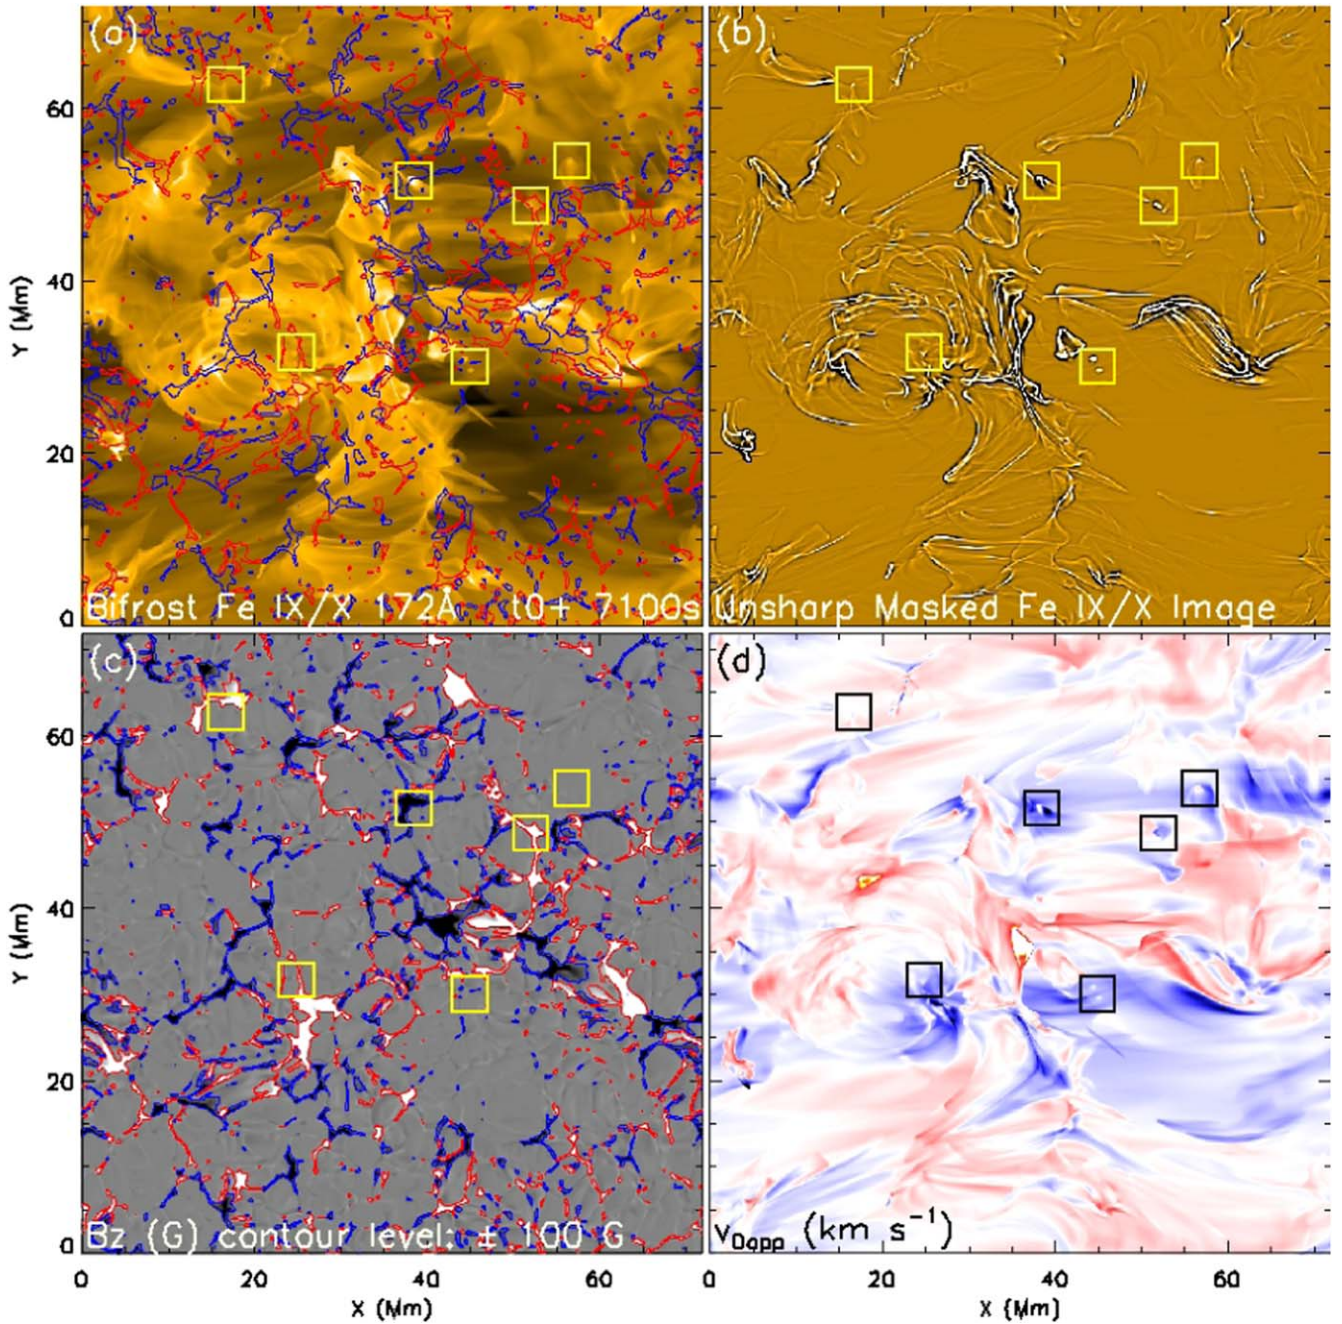 (a)
(b)
60
40
20
0
Y (Mm)
Bifrost Fe IX/X 172Å t0+ 7100s
Unsharp Masked Fe IX/X Image
(c)
(d)
60
40
20
0
Y (Mm)
Bz (G) contour level: ± 100 G
vDopp (km s⁻¹)
0 20 40 60
0 20 40 60
X (Mm)
X (Mm)